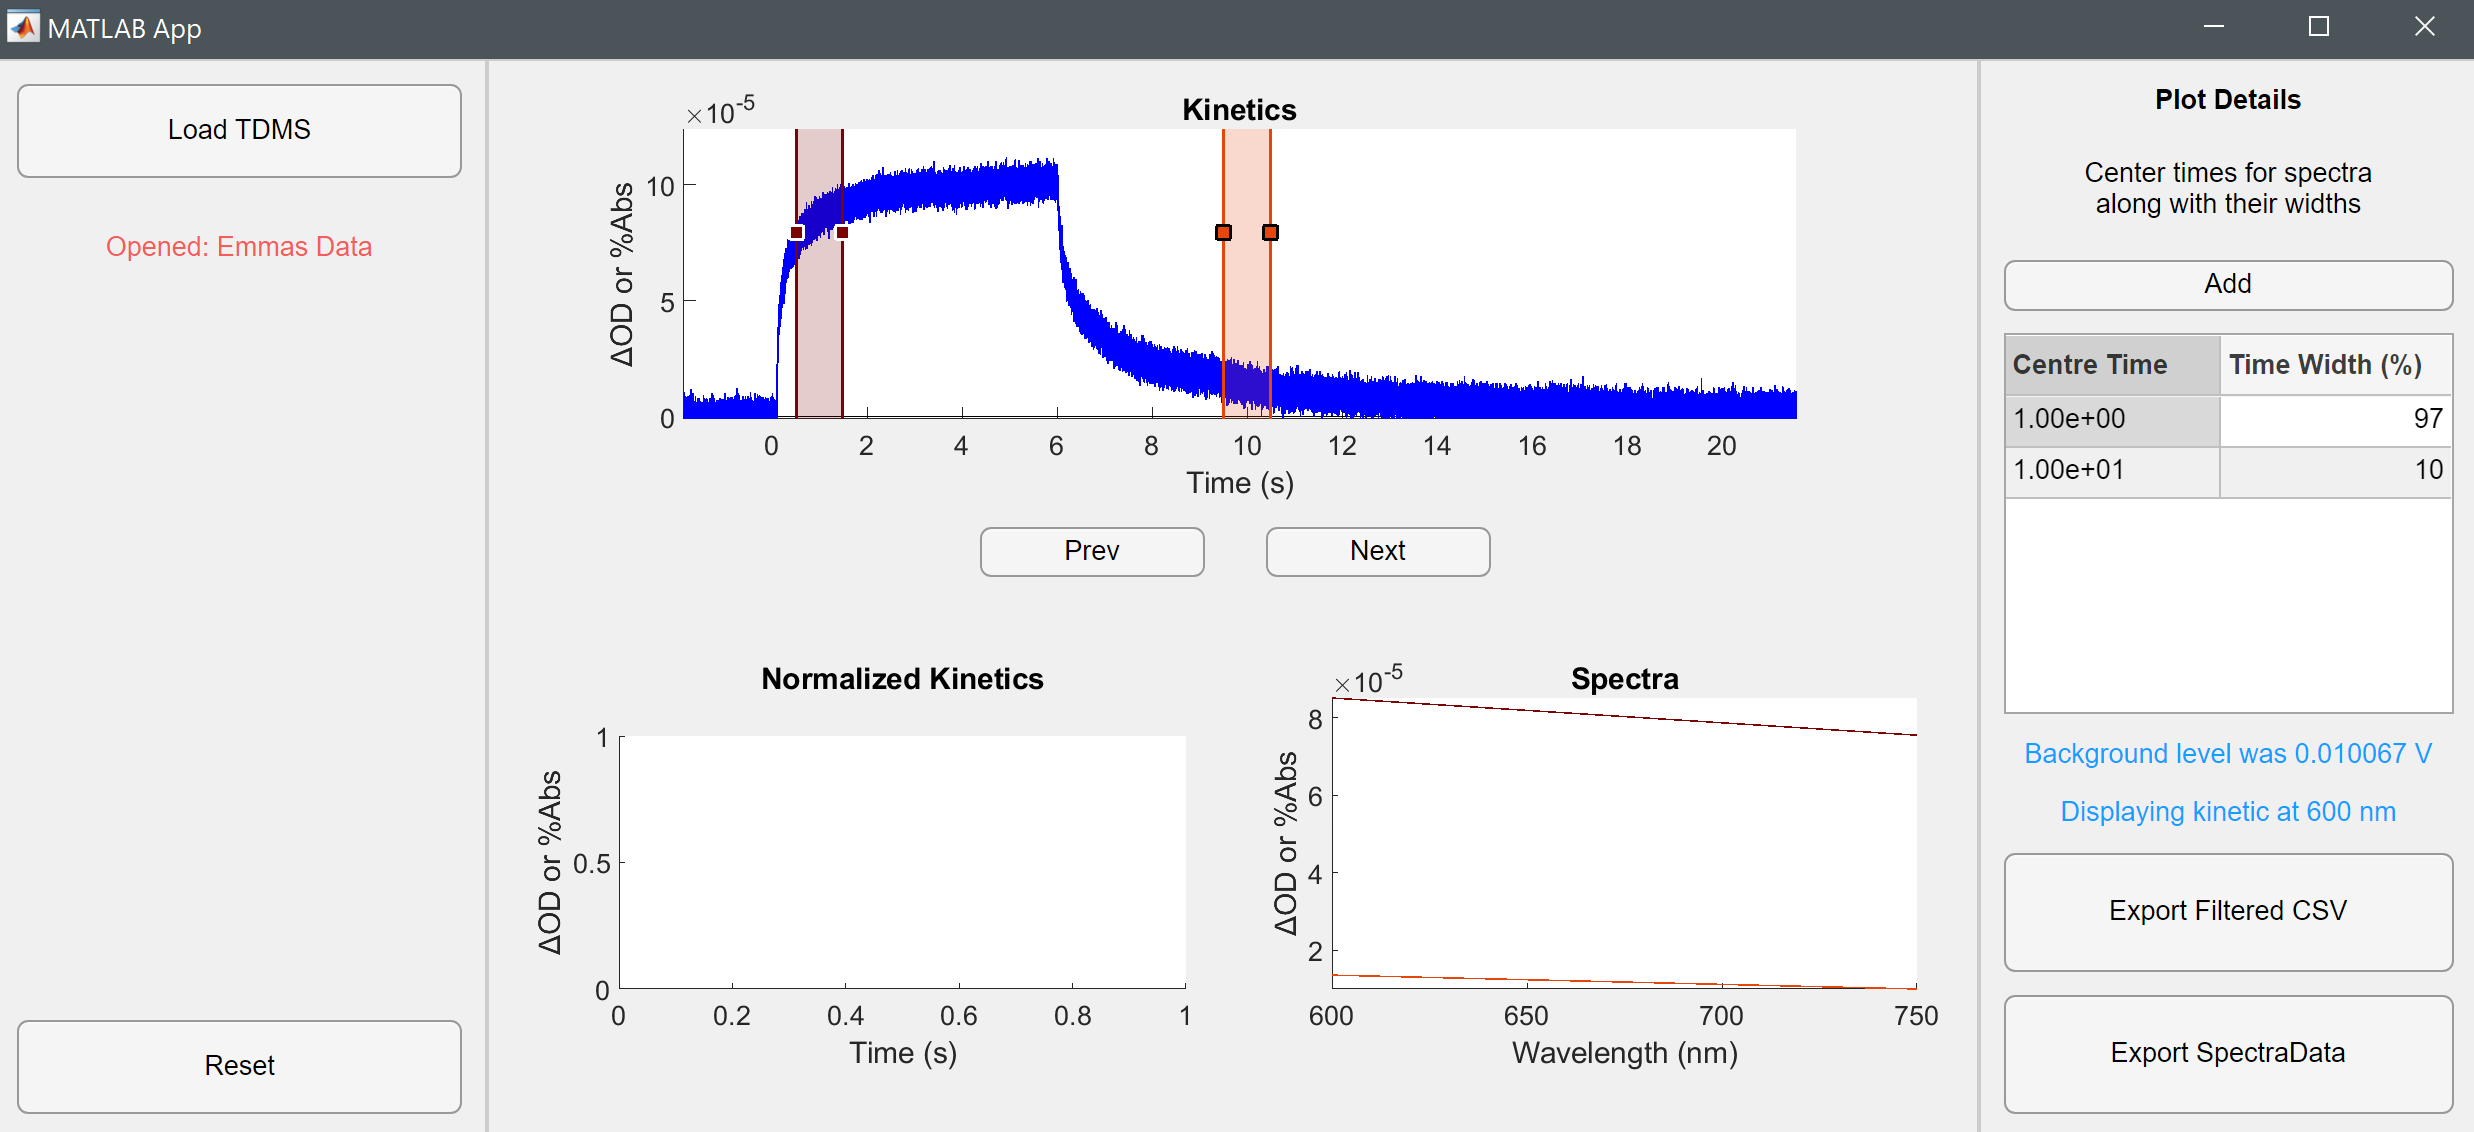 MATLAB App
Load TDMS
Opened: Emmas Data
Reset
×10-5
Kinetics
ΔOD or %Abs
10
5
0
0 2 4 6 8 10 12 14 16 18 20
Time (s)
Prev
Next
Normalized Kinetics
ΔOD or %Abs
1
0.5
0
0 0.2 0.4 0.6 0.8 1
Time (s)
×10-5
Spectra
ΔOD or %Abs
8
6
4
2
600 650 700 750
Wavelength (nm)
Plot Details
Center times for spectra
along with their widths
Add
Centre Time Time Width (%)
1.00e+00 97
1.00e+01 10
Background level was 0.010067 V
Displaying kinetic at 600 nm
Export Filtered CSV
Export SpectraData